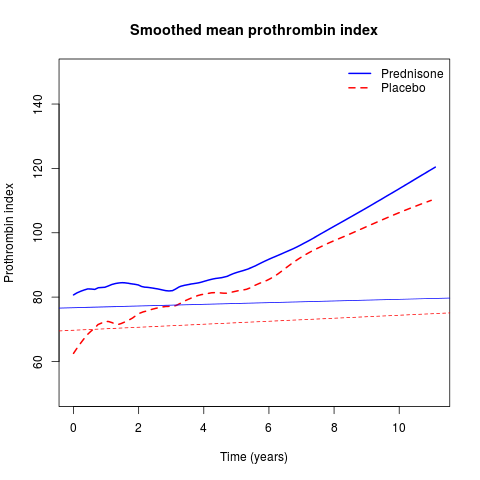 Smoothed mean prothrombin index
Prednisone
Placebo
Prothrombin index
140
120
100
80
60
0 2 4 6 8 10
Time (years)